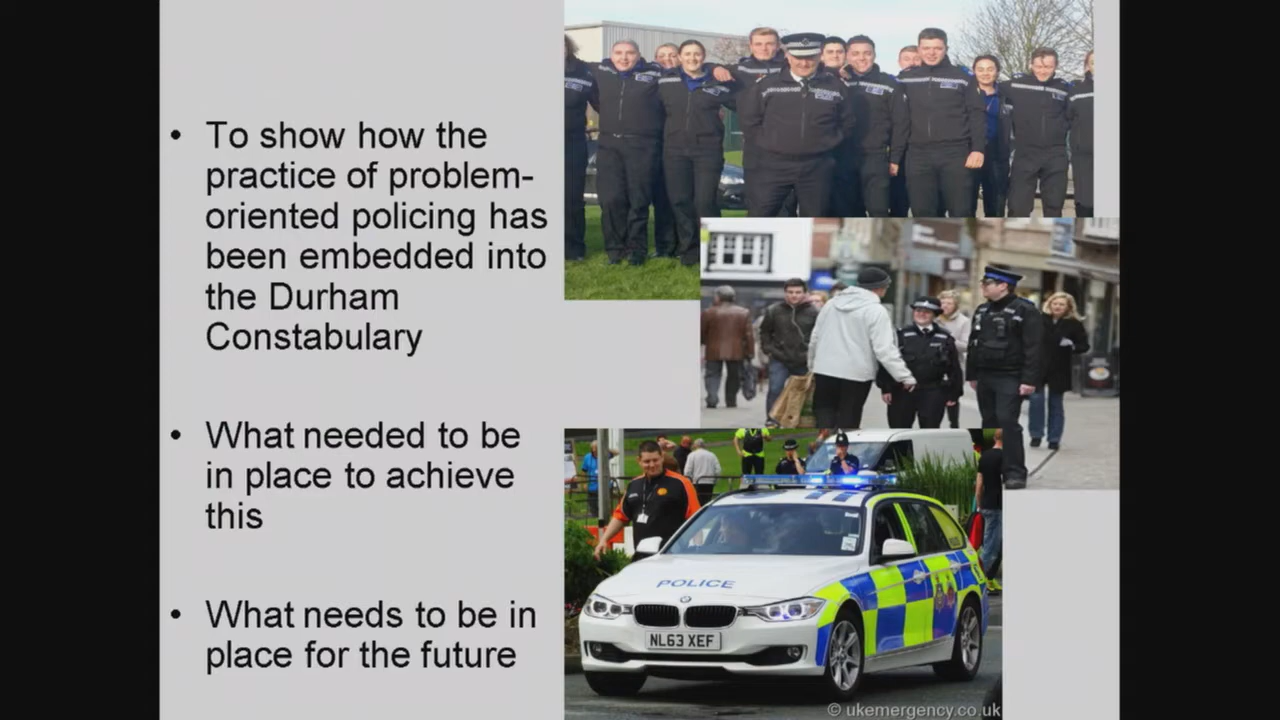 • To show how the
practice of problem-
oriented policing has
been embedded into
the Durham
Constabulary
• What needed to be
in place to achieve
this
• What needs to be in
place for the future
POLICE
NL63 XEF
© ukemergency.co.uk